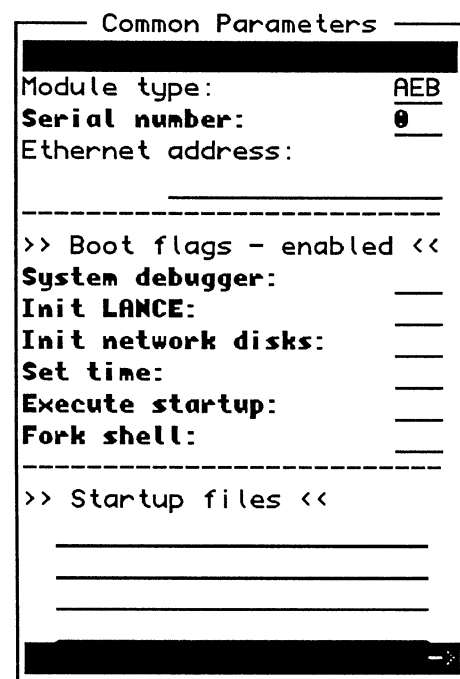 Common Parameters
Module type: AEB
Serial number: 0
Ethernet address:
>> Boot flags - enabled <<
System debugger:
Init LANCE:
Init network disks:
Set time:
Execute startup:
Fork shell:
>> Startup files <<
->